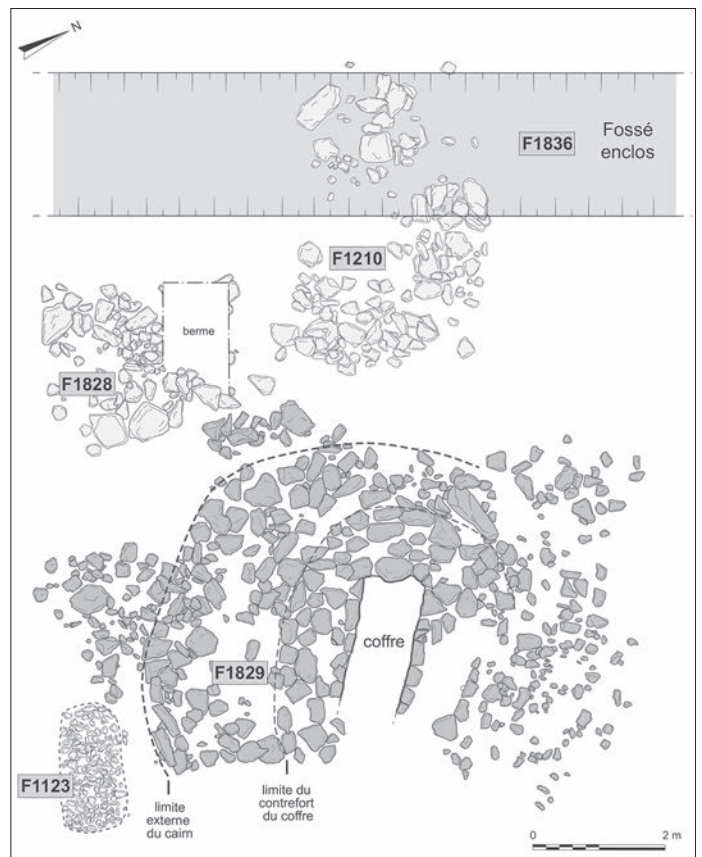 N
F1836
Fossé
enclos
F1210
berme
F1828
coffre
F1829
F1123
limite
externe
du cairn
limite du
contrefort
du coffre
0 2 m